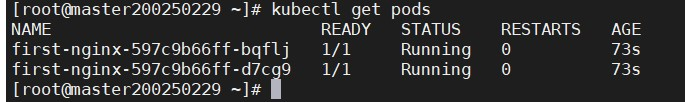 [root@master200250229 ~]# kubectl get pods
NAME READY STATUS RESTARTS AGE
first-nginx-597c9b66ff-bqflj 1/1 Running 0 73s
first-nginx-597c9b66ff-d7cg9 1/1 Running 0 73s
[root@master200250229 ~]#